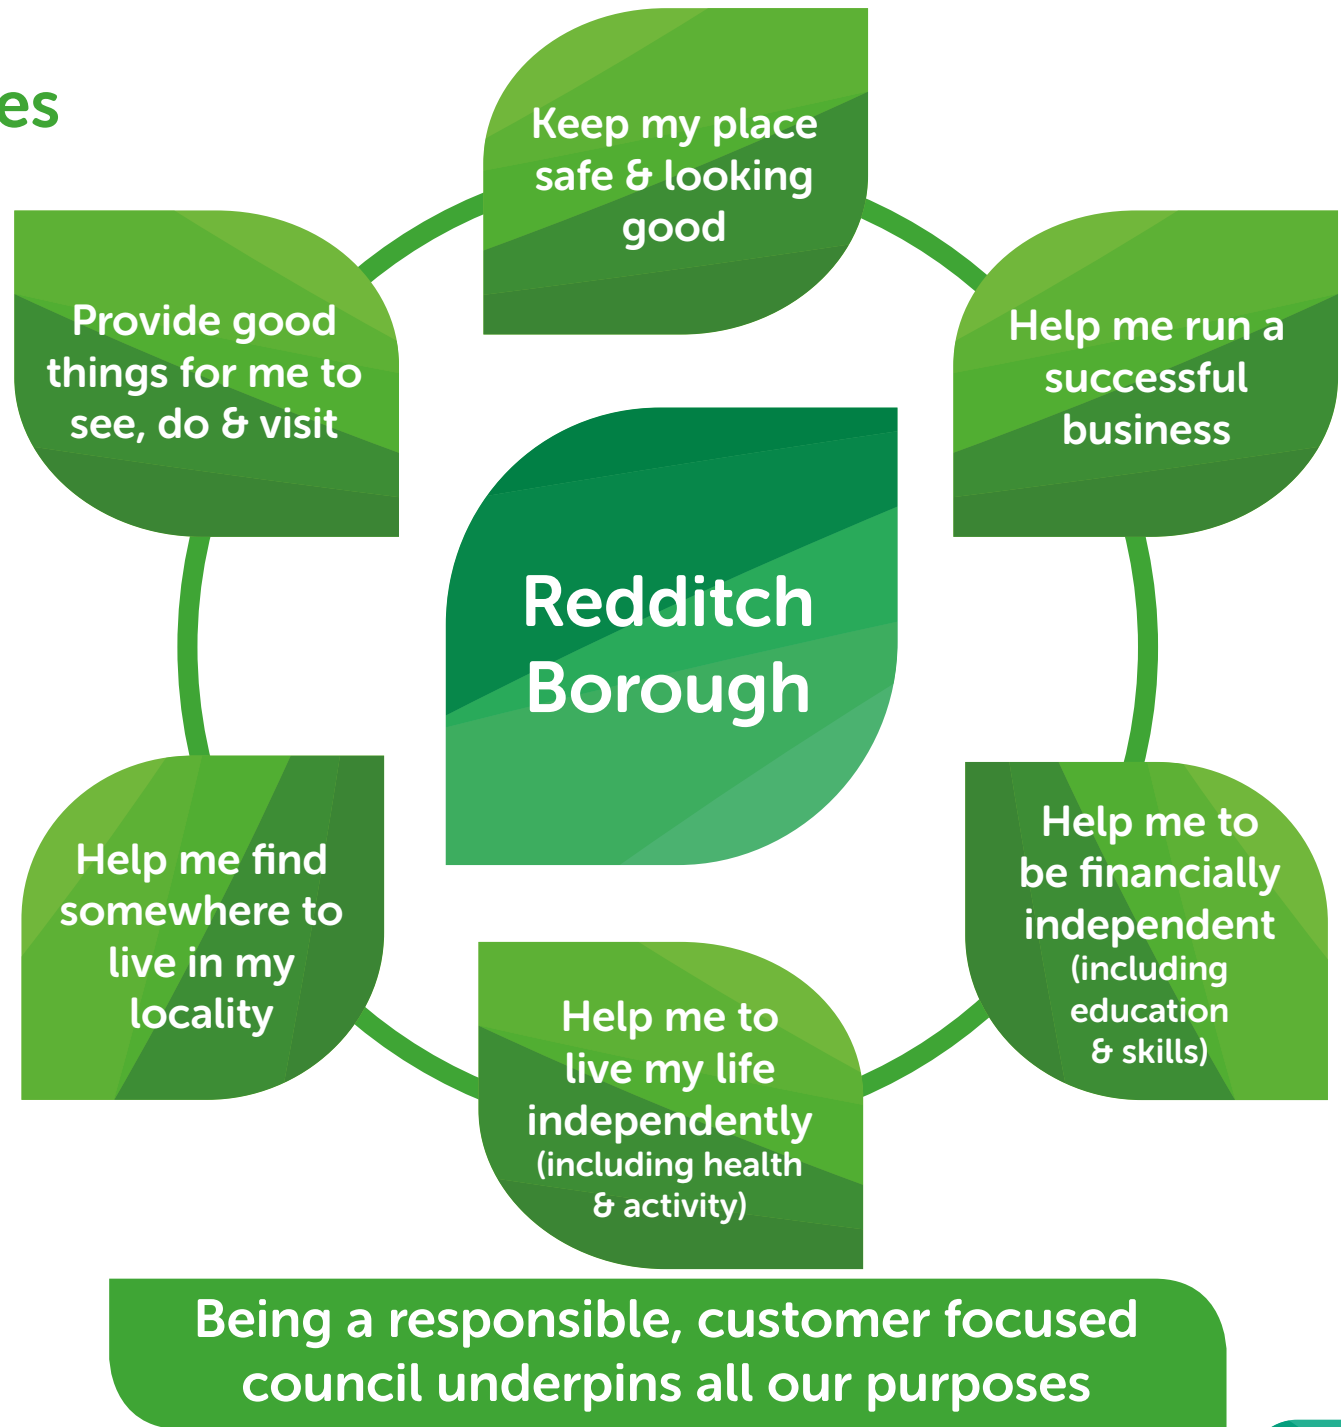 es
Keep my place
safe & looking
good
Provide good
things for me to
see, do & visit
Help me run a
successful
business
Redditch
Borough
Help me find
somewhere to
live in my
locality
Help me to
be financially
independent
(including
education
& skills)
Help me to
live my life
independently
(including health
& activity)
Being a responsible, customer focused
council underpins all our purposes